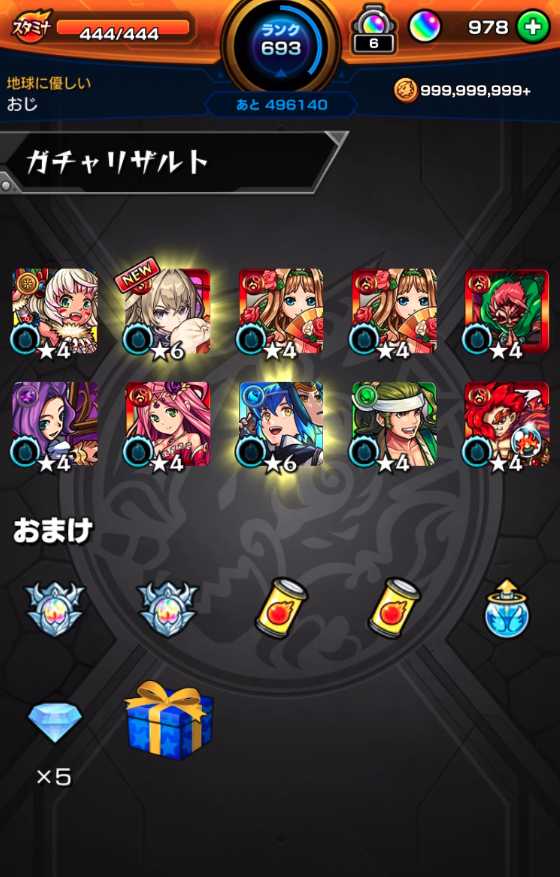 スタミナ
444/444
ランク
693
6
978
地球に優しい
おじ
あと 496140
999,999,999+
ガチャリザルト
NEW
★4 ★6 ★4 ★4 ★4
★4 ★4 ★6 ★4 ★4
おまけ
×5